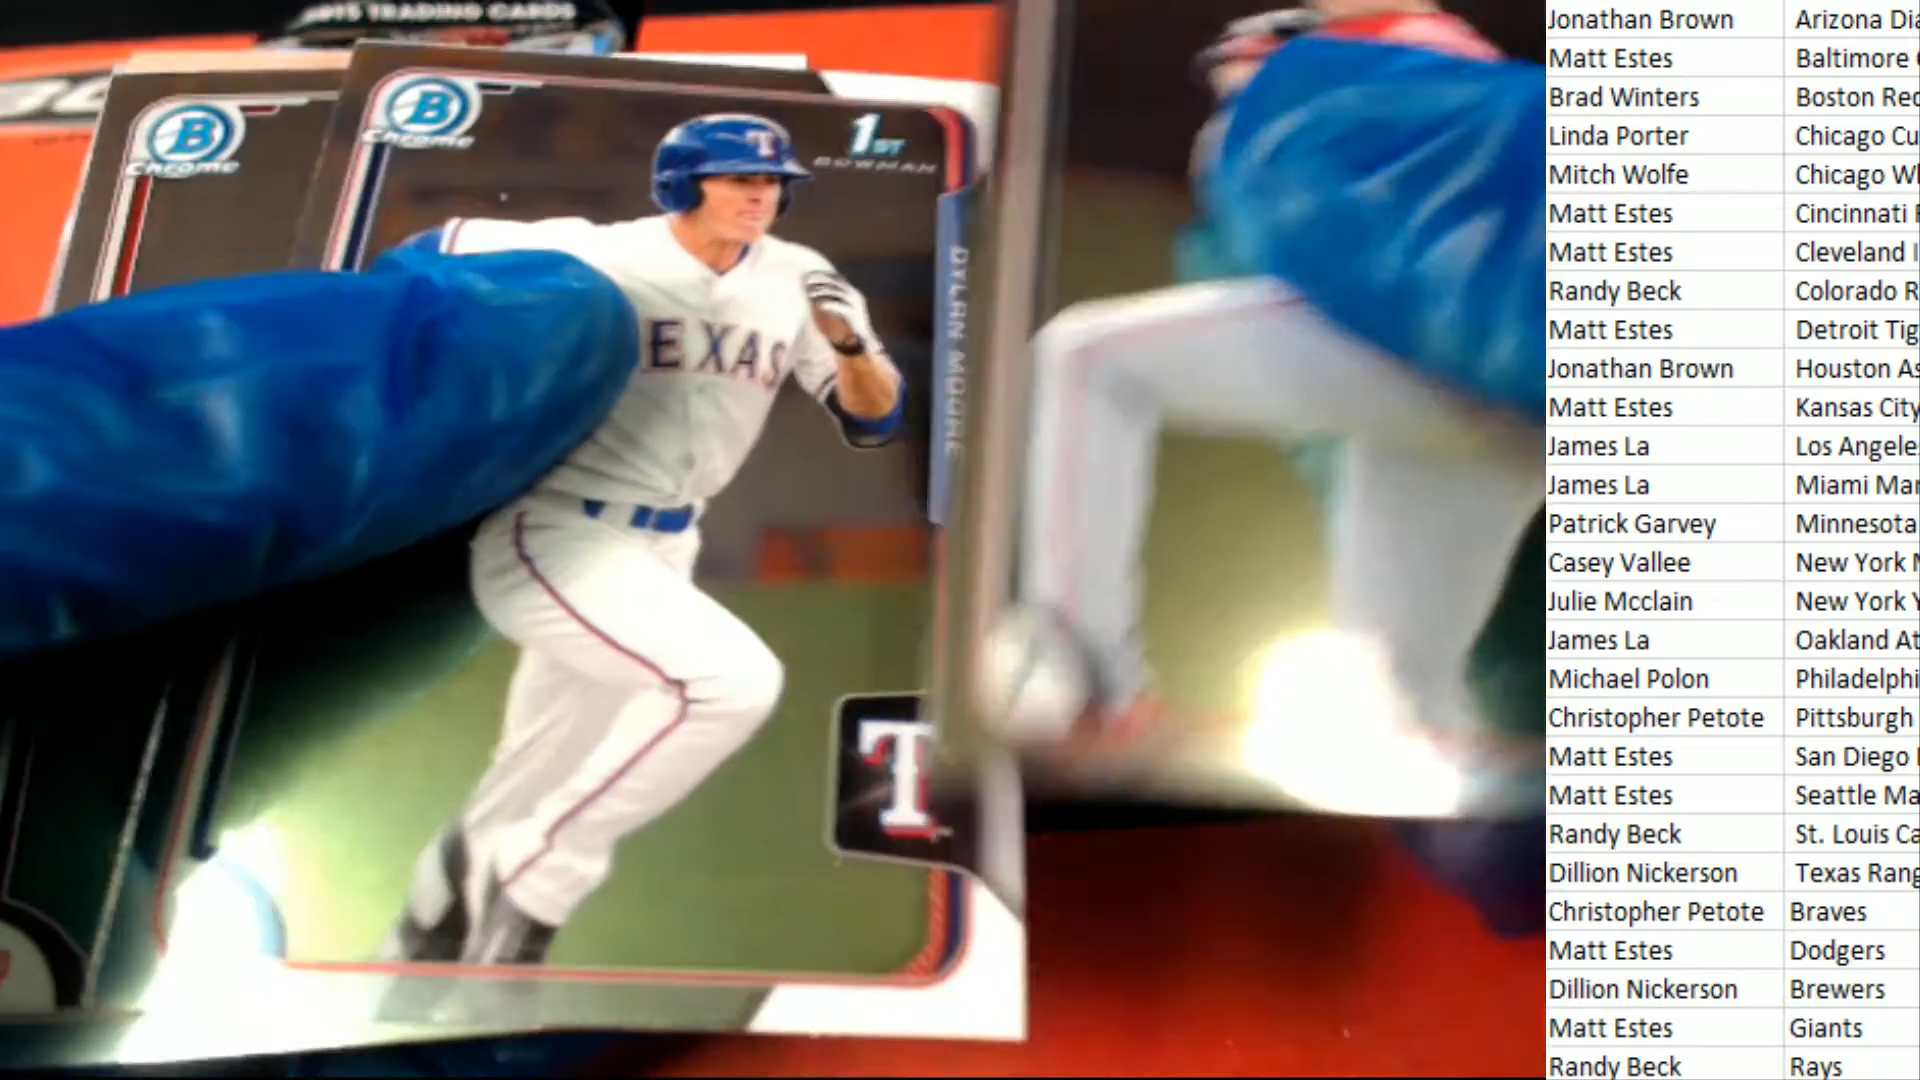 2015 TRADING CARDS
B
Chrome
B
Chrome
1ST
BOWMAN
T
EXAS
DYLAN MOORE
T
Jonathan Brown Arizona Dia
Matt Estes Baltimore
Brad Winters Boston Red
Linda Porter Chicago Cu
Mitch Wolfe Chicago Wh
Matt Estes Cincinnati
Matt Estes Cleveland I
Randy Beck Colorado R
Matt Estes Detroit Tig
Jonathan Brown Houston As
Matt Estes Kansas City
James La Los Angeles
James La Miami Mar
Patrick Garvey Minnesota
Casey Vallee New York M
Julie Mcclain New York Y
James La Oakland At
Michael Polon Philadelphi
Christopher Petote Pittsburgh
Matt Estes San Diego
Matt Estes Seattle Ma
Randy Beck St. Louis Ca
Dillion Nickerson Texas Rang
Christopher Petote Braves
Matt Estes Dodgers
Dillion Nickerson Brewers
Matt Estes Giants
Randy Beck Rays